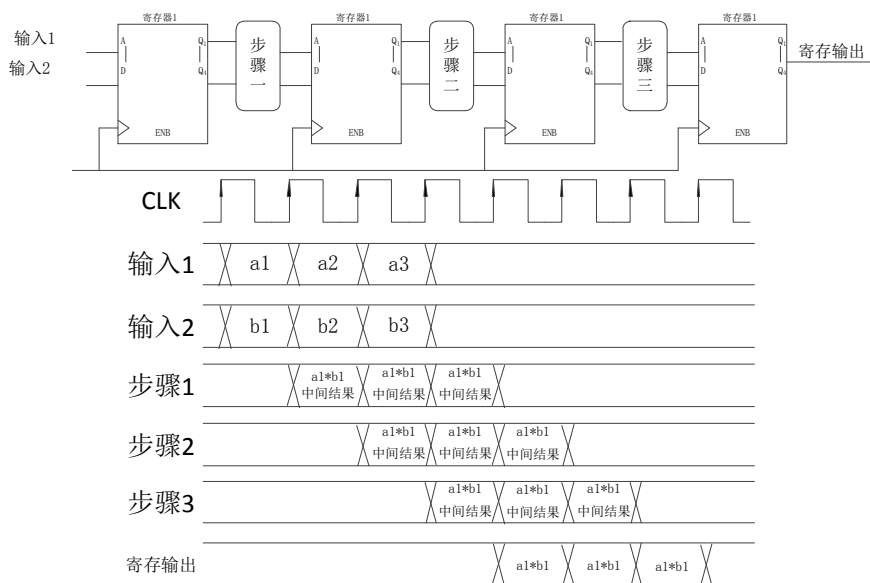 寄存器1 寄存器1 寄存器1 寄存器1
输入1
输入2
A Q₁ A Q₁ A Q₁ A Q₁
D Q₄ D Q₄ D Q₄ D Q₄
步骤一 步骤二 步骤三
寄存输出
ENB ENB ENB ENB
CLK
输入1 a1 a2 a3
输入2 b1 b2 b3
步骤1 a1*b1 a1*b1 a1*b1
中间结果 中间结果 中间结果
步骤2 a1*b1 a1*b1 a1*b1
中间结果 中间结果 中间结果
步骤3 a1*b1 a1*b1 a1*b1
中间结果 中间结果 中间结果
寄存输出 a1*b1 a1*b1 a1*b1